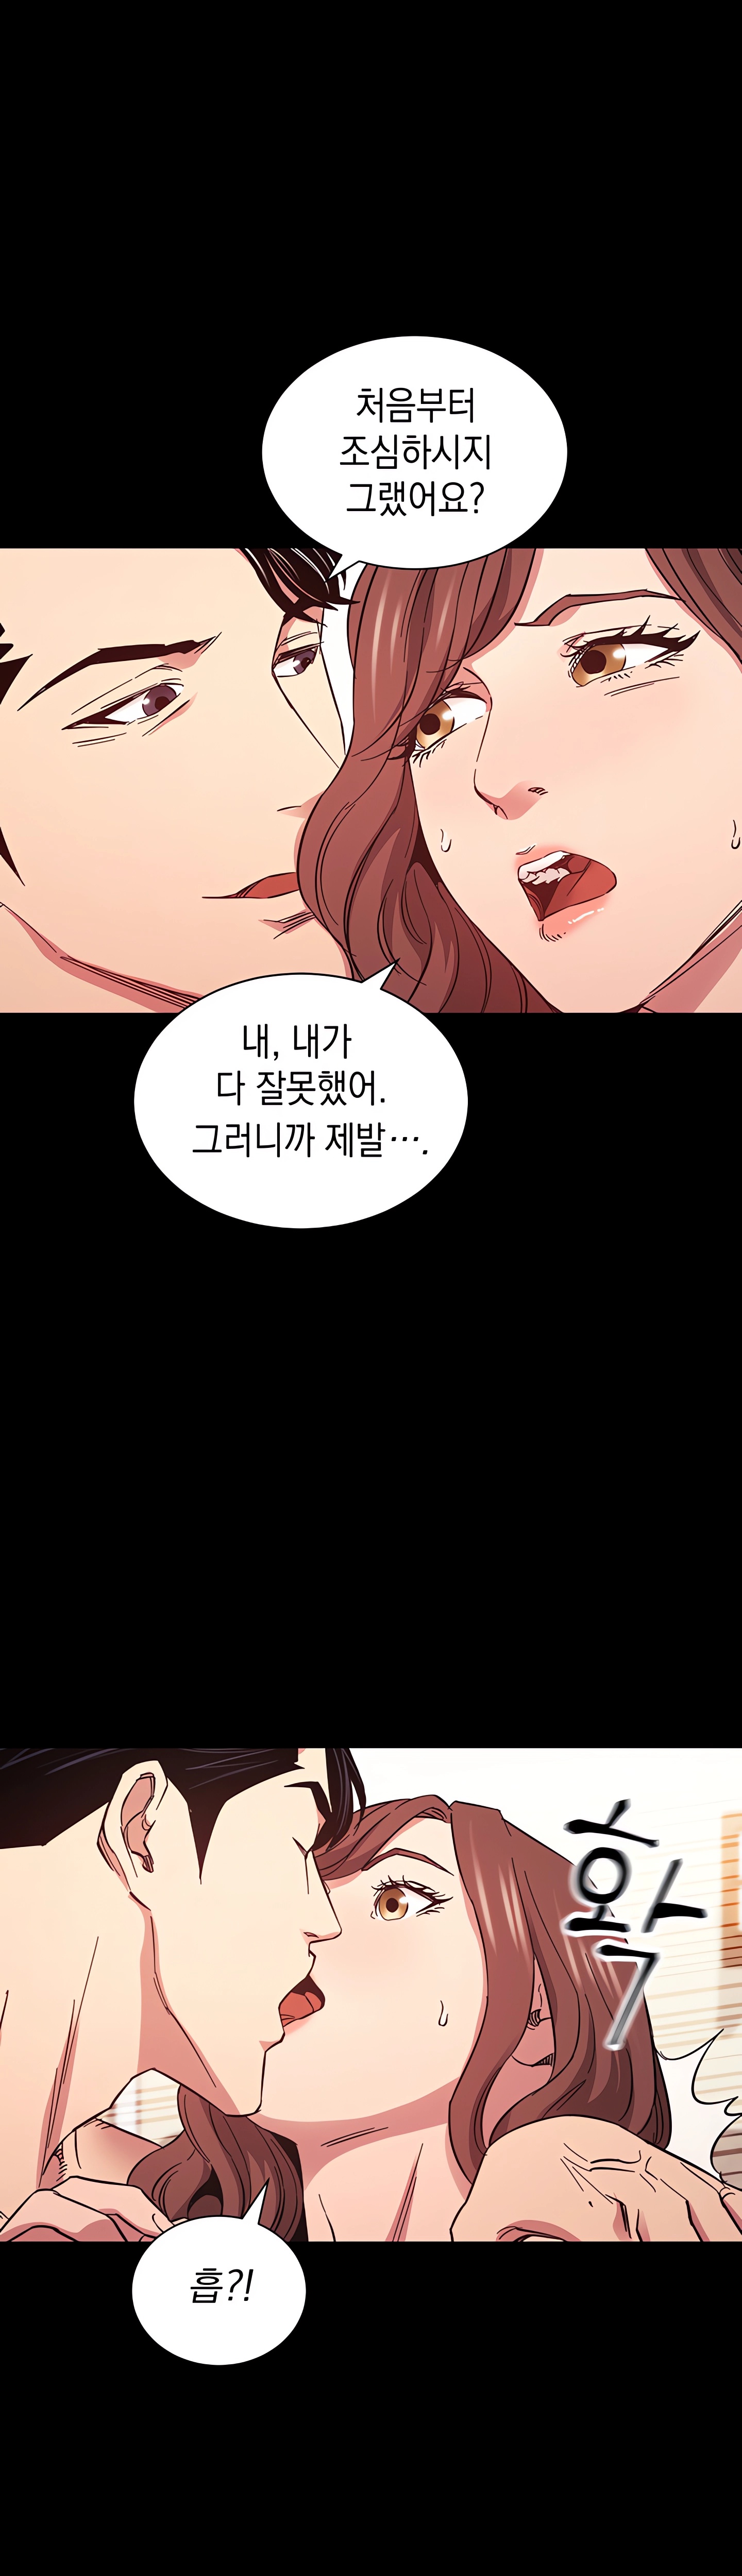 처음부터
조심하시지
그랬어요?
내, 내가
다 잘못했어.
그러니까 제발….
확
흡?!